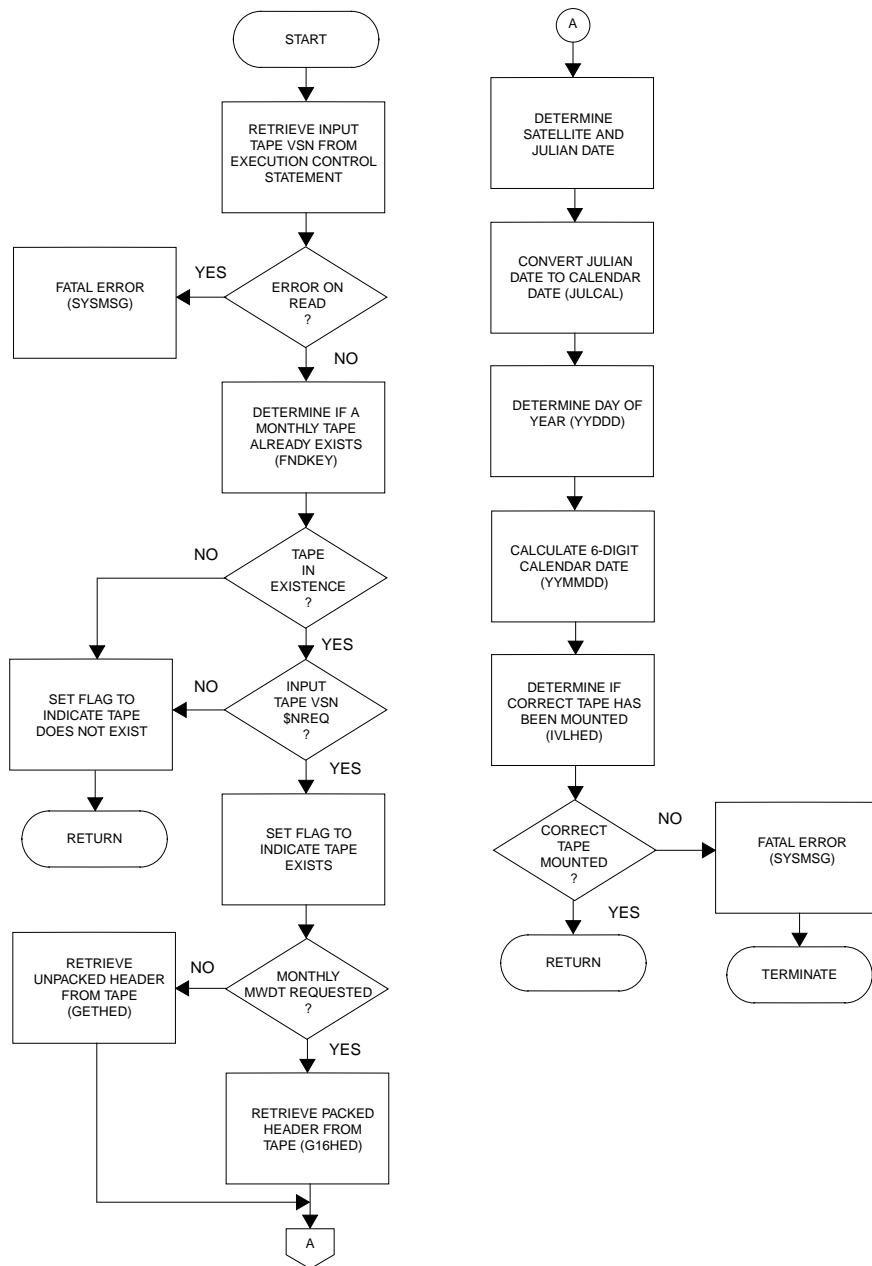 START
RETRIEVE INPUT
TAPE VSN FROM
EXECUTION CONTROL
STATEMENT
FATAL ERROR
(SYSMSG)
YES
ERROR ON
READ
?
NO
DETERMINE IF A
MONTHLY TAPE
ALREADY EXISTS
(FNDKEY)
NO
TAPE
IN
EXISTENCE
?
YES
SET FLAG TO
INDICATE TAPE
DOES NOT EXIST
NO
INPUT
TAPE VSN
$NREQ
?
YES
RETURN
SET FLAG TO
INDICATE TAPE
EXISTS
RETRIEVE
UNPACKED HEADER
FROM TAPE
(GETHED)
NO
MONTHLY
MWDT REQUESTED
?
YES
RETRIEVE PACKED
HEADER FROM
TAPE (G16HED)
A
A
DETERMINE
SATELLITE AND
JULIAN DATE
CONVERT JULIAN
DATE TO CALENDAR
DATE (JULCAL)
DETERMINE DAY OF
YEAR (YYDDD)
CALCULATE 6-DIGIT
CALENDAR DATE
(YYMMDD)
DETERMINE IF
CORRECT TAPE HAS
BEEN MOUNTED
(IVLHED)
CORRECT
TAPE
MOUNTED
?
NO
FATAL ERROR
(SYSMSG)
YES
RETURN
TERMINATE